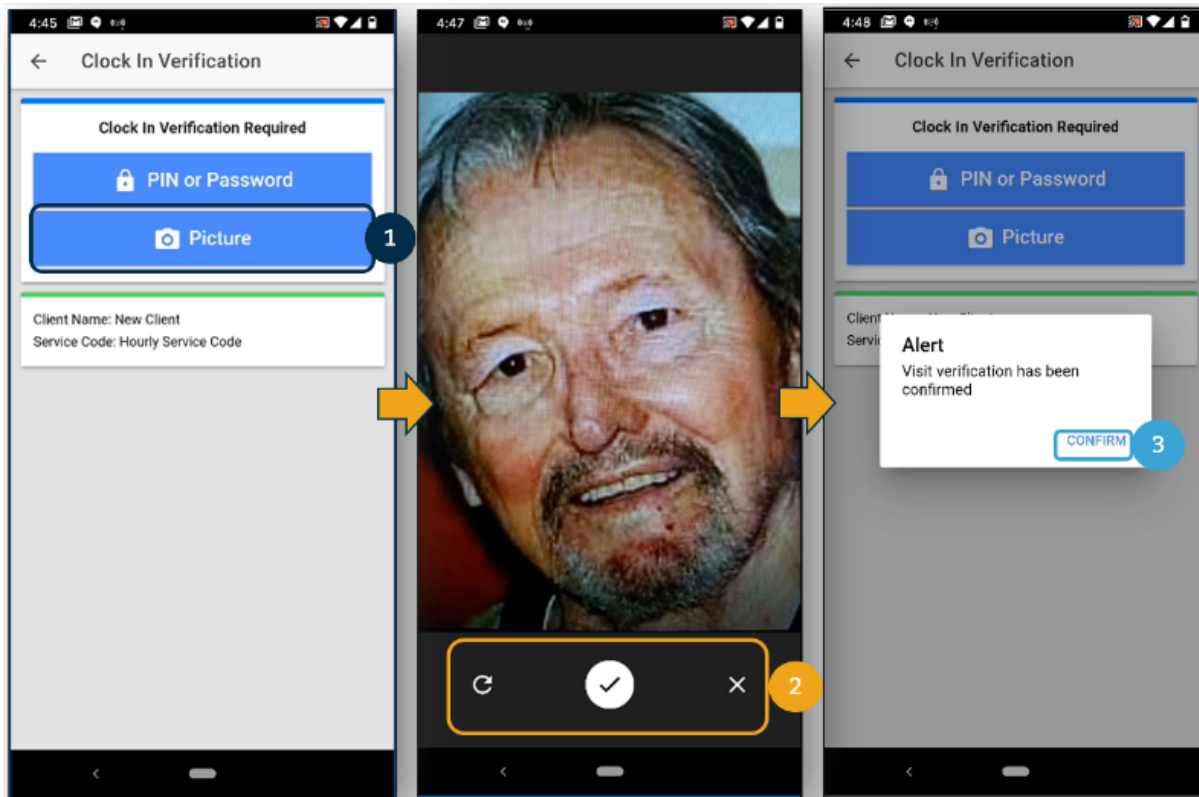 4:45
Clock In Verification
Clock In Verification Required
PIN or Password
Picture
1
Client Name: New Client
Service Code: Hourly Service Code
4:47
2
4:48
Clock In Verification
Clock In Verification Required
PIN or Password
Picture
Client
Servic
Alert
Visit verification has been
confirmed
CONFIRM
3